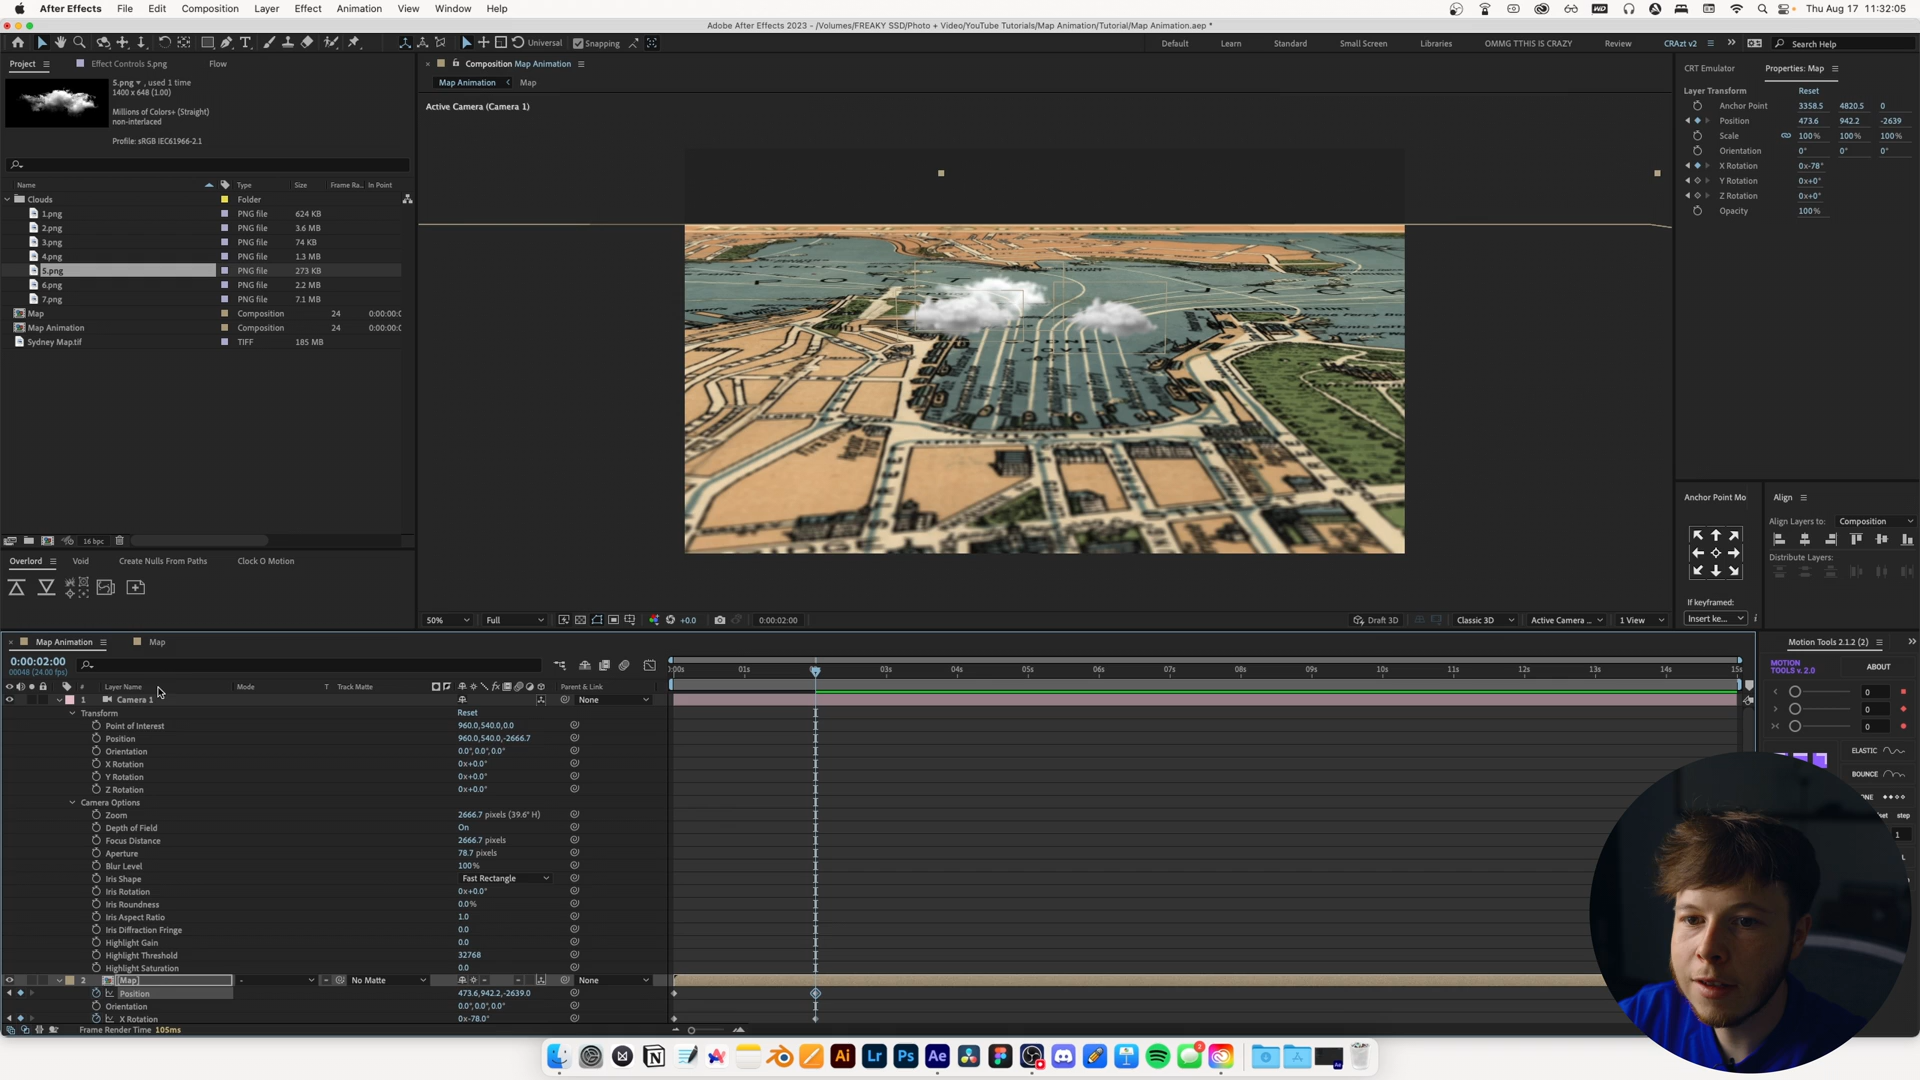 After Effects File Edit Composition Layer Effect Animation View Window Help Thu Aug 17 11:32:05
Adobe After Effects 2023 - /Volumes/FREAKY SSD/Photo + Video/YouTube Tutorials/Map Animation/Tutorial/Map Animation.aep *
Universal Snapping Default Learn Standard Small Screen Libraries OMMG TTHIS IS CRAZY Review CRAzt v2 Search Help
Project Effect Controls 5.png Flow
5.png, used 1 time
1400 x 648 (1.00)
Millions of Colors+ (Straight)
non-interlaced
Profile: sRGB IEC61966-2.1
Name Type Size Frame Ra.. In Point
Clouds Folder
1.png PNG file 624 KB
2.png PNG file 3.6 MB
3.png PNG file 74 KB
4.png PNG file 1.3 MB
5.png PNG file 273 KB
6.png PNG file 2.2 MB
7.png PNG file 7.1 MB
Map Composition 24 0:00:00:0
Map Animation Composition 24 0:00:00:0
Sydney Map.tif TIFF 185 MB
16 bpc
Overlord Void Create Nulls From Paths Clock O Motion
Composition Map Animation
Map Animation Map
Active Camera (Camera 1)
50% Full +0.0 0:00:02:00 Draft 3D Classic 3D Active Camera ... 1 View
CRT Emulator Properties: Map
Layer Transform Reset
Anchor Point 3358.5 4820.5 0
Position 473.6 942.2 -2639
Scale 100% 100% 100%
Orientation 0° 0° 0°
X Rotation 0x-78°
Y Rotation 0x+0°
Z Rotation 0x+0°
Opacity 100%
Anchor Point Mo Align
Align Layers to: Composition
Distribute Layers:
If keyframed:
Insert ke...
Map Animation Map
0:00:02:00
00048 (24.00 fps)
# Layer Name Mode T Track Matte Parent & Link
:00s 01s 03s 04s 05s 06s 07s 08s 09s 10s 11s 12s 13s 14s 15s
1 Camera 1 None
Transform Reset
Point of Interest 960.0,540.0,0.0
Position 960.0,540.0,-2666.7
Orientation 0.0°,0.0°,0.0°
X Rotation 0x+0.0°
Y Rotation 0x+0.0°
Z Rotation 0x+0.0°
Camera Options
Zoom 2666.7 pixels (39.6° H)
Depth of Field On
Focus Distance 2666.7 pixels
Aperture 78.7 pixels
Blur Level 100%
Iris Shape Fast Rectangle
Iris Rotation 0x+0.0°
Iris Roundness 0.0%
Iris Aspect Ratio 1.0
Iris Diffraction Fringe 0.0
Highlight Gain 0.0
Highlight Threshold 32768
Highlight Saturation 0.0
2 [Map] - No Matte None
Position 473.6,942.2,-2639.0
Orientation 0.0°,0.0°,0.0°
X Rotation 0x-78.0°
Frame Render Time 105ms
Motion Tools 2.1.2 (2)
MOTION TOOLS v. 2.0 ABOUT
0
0
0
ELASTIC
BOUNCE
step
1